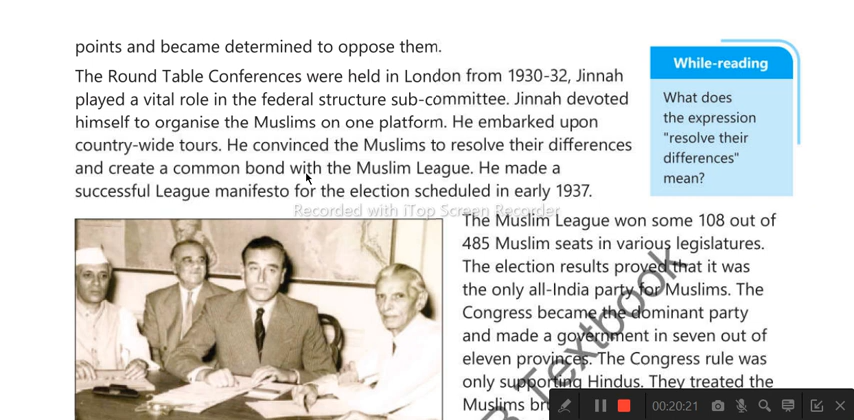 points and became determined to oppose them.
The Round Table Conferences were held in London from 1930-32, Jinnah
played a vital role in the federal structure sub-committee. Jinnah devoted
himself to organise the Muslims on one platform. He embarked upon
country-wide tours. He convinced the Muslims to resolve their differences
and create a common bond with the Muslim League. He made a
successful League manifesto for the election scheduled in early 1937.
While-reading
What does
the expression
"resolve their
differences"
mean?
Recorded with iTop Screen Recorder
The Muslim League won some 108 out of
485 Muslim seats in various legislatures.
The election results proved that it was
the only all-India party for Muslims. The
Congress became the dominant party
and made a government in seven out of
eleven provinces. The Congress rule was
only supporting Hindus. They treated the
Muslims
Textbook
00:20:21